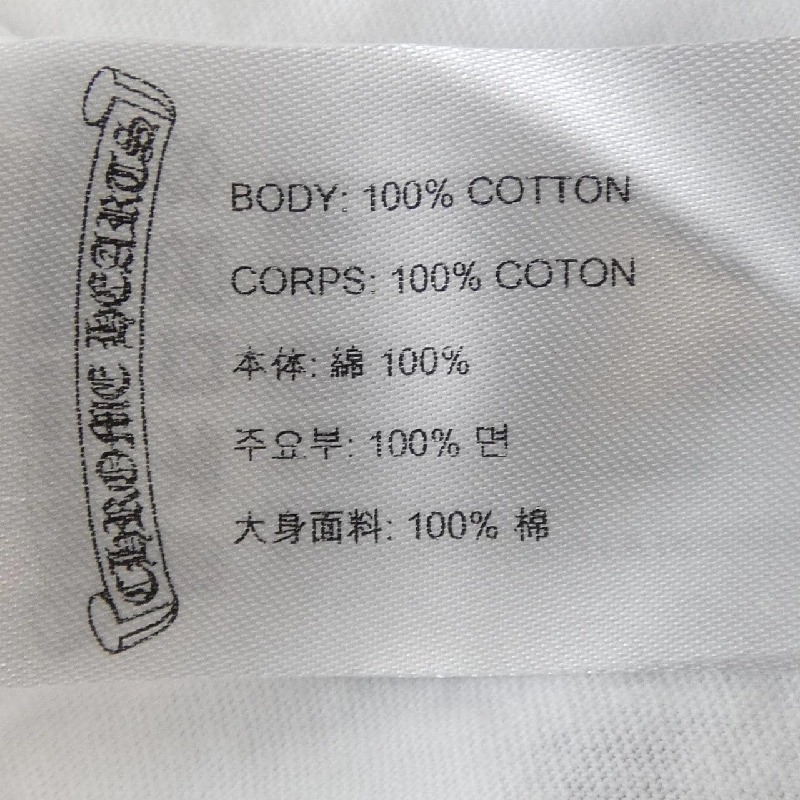 CHROME HEARTS
BODY: 100% COTTON
CORPS: 100% COTON
本体: 綿 100%
주요부: 100% 면
大身面料: 100% 棉